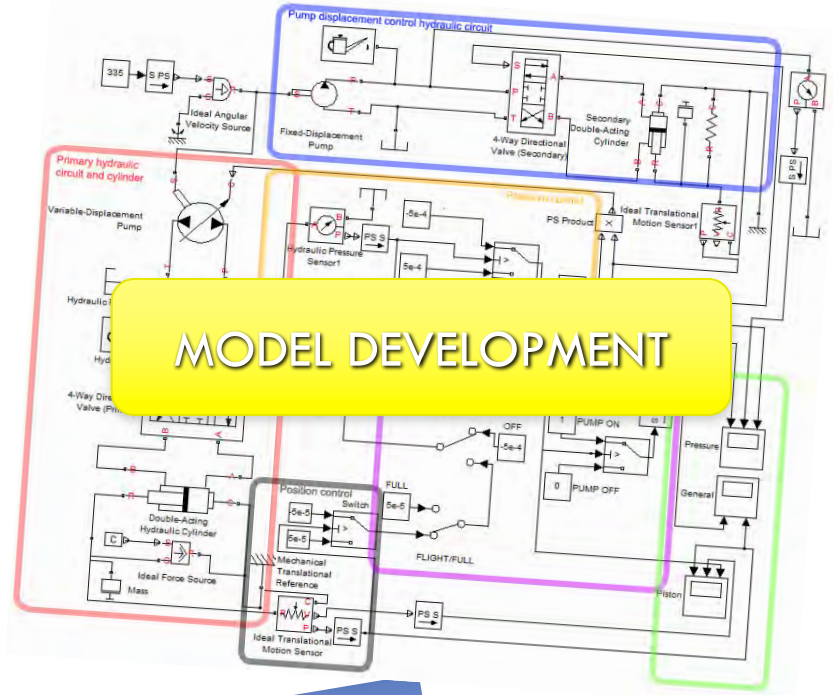 Pump displacement control hydraulic circuit
335
S PS
S
S
Ideal Angular
Velocity Source
Fixed-Displacement
Pump
S
P
T
S
P
T
A
B
4-Way Directional
Valve (Secondary)
Secondary
Double-Acting
Cylinder
A
C
B
R
C
R
P
B
S PS
Primary hydraulic
circuit and cylinder
S
C
Variable-Displacement
Pump
T
P
Hydraulic
Hyd
4-Way Dire
Valve (Pri
A
B
P
Hydraulic Pressure
Sensor1
PS S
-5e-4
5e-4
PS Product
×
Ideal Translational
Motion Sensor1
R
P
V
C
MODEL DEVELOPMENT
B
A
B
A
R
C
Double-Acting
Hydraulic Cylinder
C
S
Ideal Force Source
Mass
Position control
Switch
-5e-5
5e-5
Mechanical
Translational
Reference
R
C
V
P
PS S
PS S
Ideal Translational
Motion Sensor
OFF
-5e-4
FULL
5e-5
FLIGHT/FULL
1
PUMP ON
0
PUMP OFF
Pressure
General
Piston